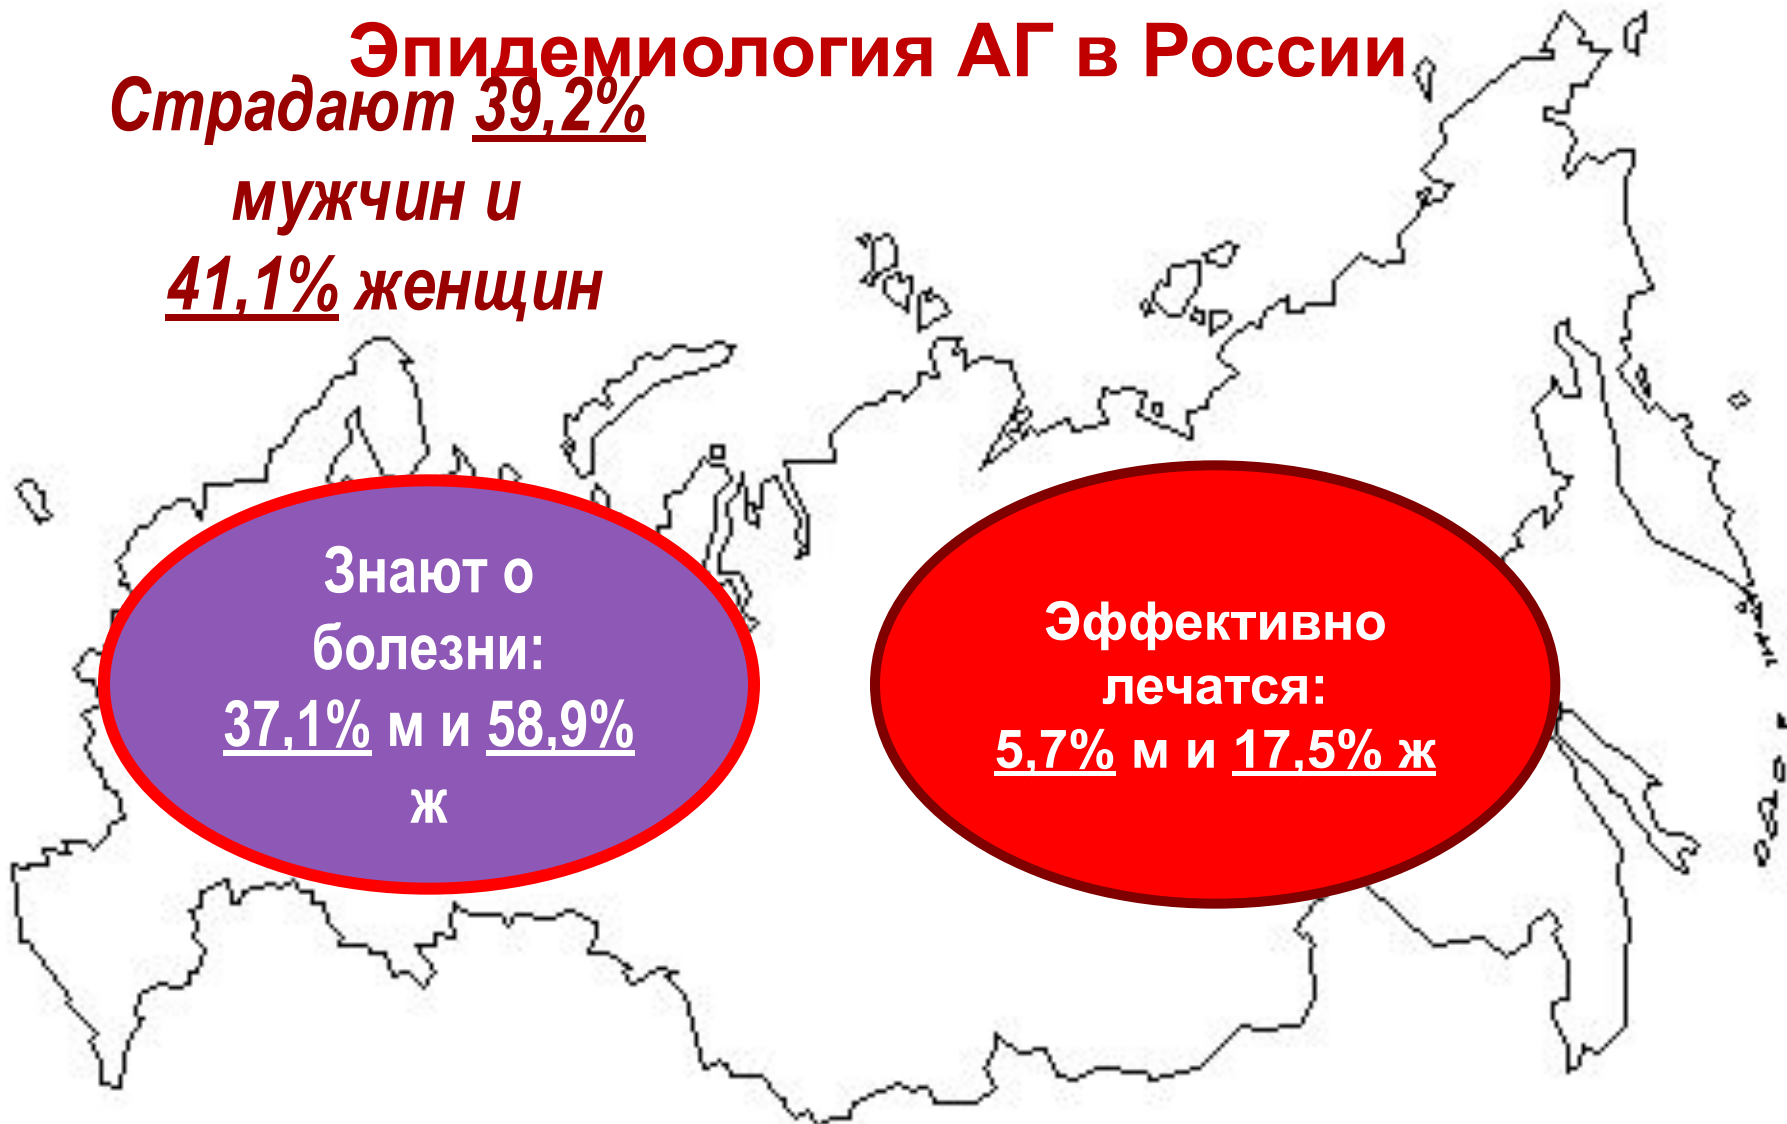 Эпидемиология АГ в России
Страдают 39,2%
мужчин и
41,1% женщин
Знают о
болезни:
37,1% м и 58,9%
ж
Эффективно
лечатся:
5,7% м и 17,5% ж